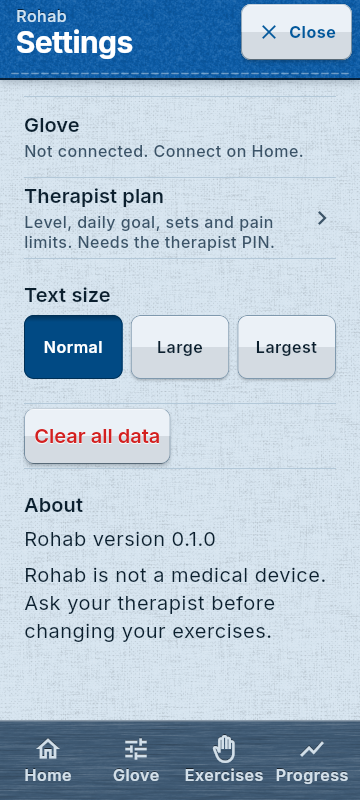 Rohab
Settings
Close
Glove
Not connected. Connect on Home.
Therapist plan
Level, daily goal, sets and pain
limits. Needs the therapist PIN.
Text size
Normal
Large
Largest
Clear all data
About
Rohab version 0.1.0
Rohab is not a medical device.
Ask your therapist before
changing your exercises.
Home
Glove
Exercises
Progress